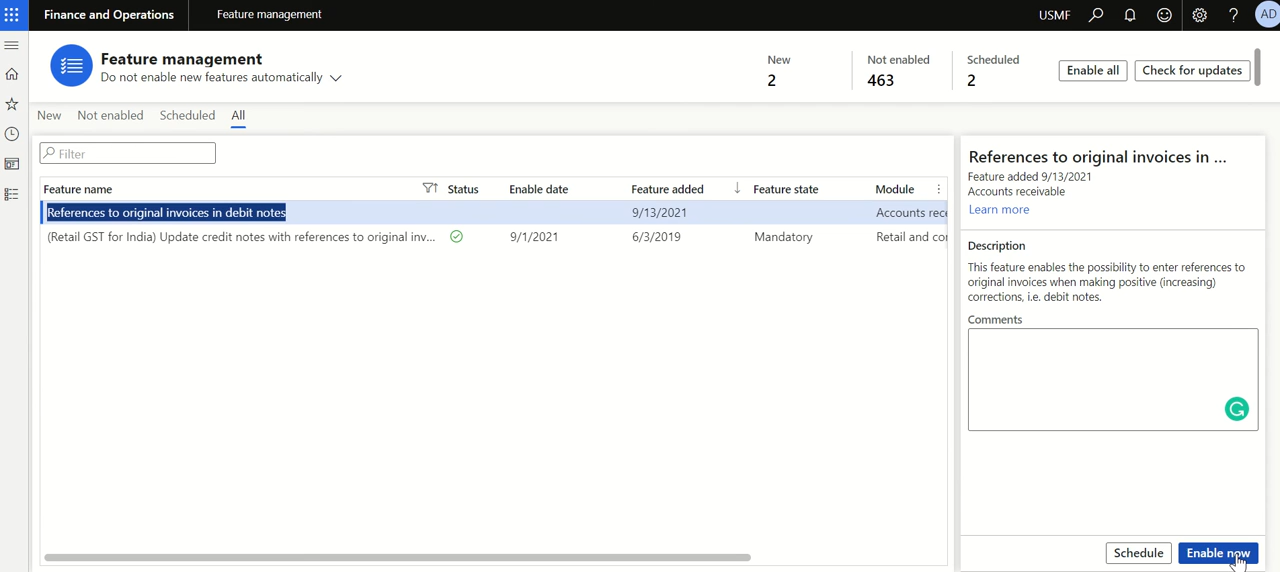 Finance and Operations
Feature management
USMF
?
AD
Feature management
Do not enable new features automatically
New
2
Not enabled
463
Scheduled
2
Enable all
Check for updates
New
Not enabled
Scheduled
All
Filter
Feature name
Status
Enable date
Feature added
Feature state
Module
References to original invoices in debit notes
9/13/2021
Accounts rece
(Retail GST for India) Update credit notes with references to original inv...
9/1/2021
6/3/2019
Mandatory
Retail and cor
References to original invoices in ...
Feature added 9/13/2021
Accounts receivable
Learn more
Description
This feature enables the possibility to enter references to
original invoices when making positive (increasing)
corrections, i.e. debit notes.
Comments
Schedule
Enable now